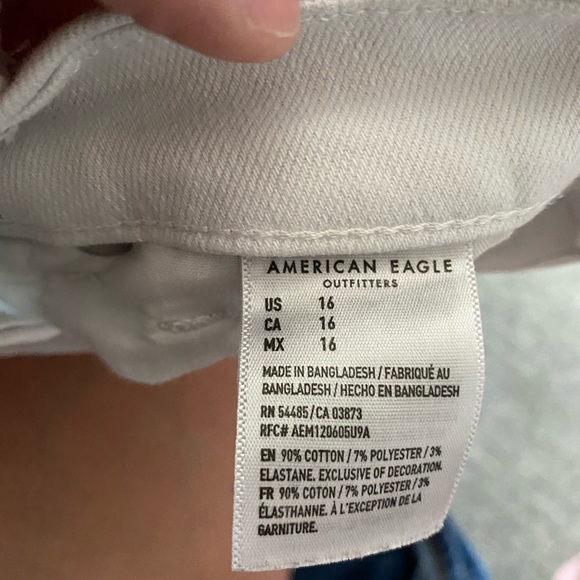 AMERICAN EAGLE
OUTFITTERS
US 16
CA 16
MX 16
MADE IN BANGLADESH / FABRIQUÉ AU
BANGLADESH / HECHO EN BANGLADESH
RN 54485/CA 03873
RFC# AEM120605U9A
EN 90% COTTON / 7% POLYESTER / 3%
ELASTANE. EXCLUSIVE OF DECORATION.
FR 90% COTON / 7% POLYESTER / 3%
ÉLASTHANNE. À L'EXCEPTION DE LA
GARNITURE.